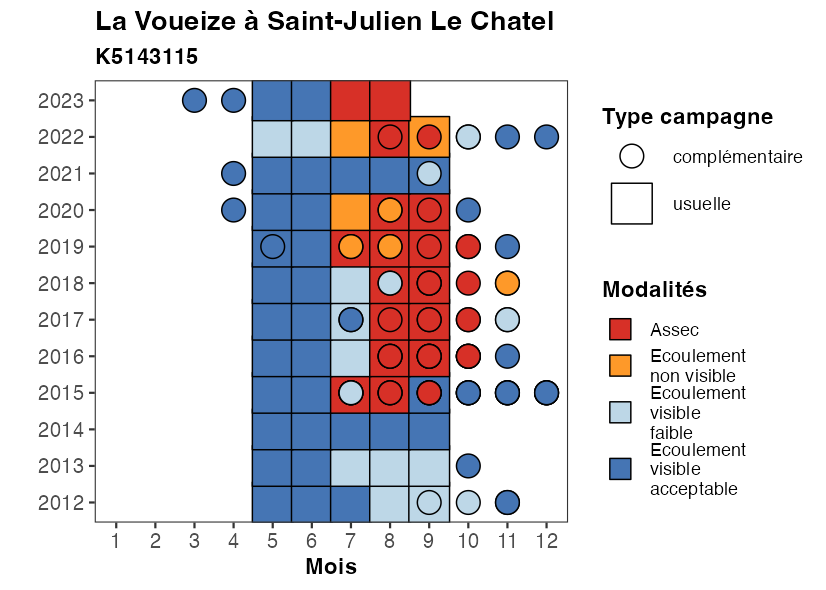 La Voueize à Saint-Julien Le Chatel
K5143115
2023
2022
2021
2020
2019
2018
2017
2016
2015
2014
2013
2012
1 2 3 4 5 6 7 8 9 10 11 12
Mois
Type campagne
complémentaire
usuelle
Modalités
Assec
Ecoulement
non visible
Ecoulement
visible
faible
Ecoulement
visible
acceptable